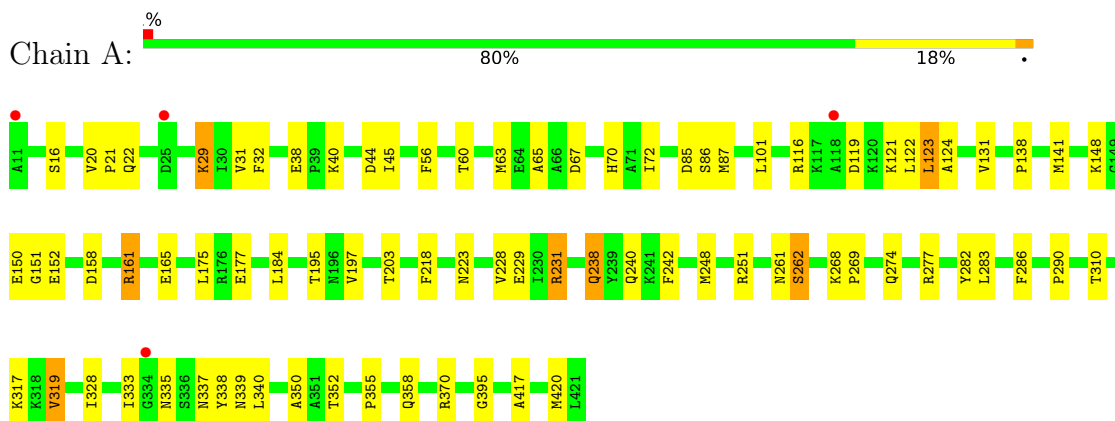 .%
Chain A:
80% 18% •
A11 S16 V20 P21 Q22 D25 K29 I30 V31 F32 E38 P39 K40 D44 I45 F56 T60 M63 E64 A65 A66 D67 H70 A71 I72 D85 S86 M87 L101 R116 K117 A118 D119 K120 K121 L122 L123 A124 V131 P138 M141 K148 G149
E150 G151 E152 D158 R161 E165 L175 R176 E177 L184 T195 N196 V197 T203 F218 N223 V228 E229 I230 R231 Q238 Y239 Q240 K241 F242 M248 R251 N261 S262 K268 P269 Q274 R277 Y282 L283 F286 P290 T310
K317 K318 V319 I328 I333 G334 N335 S336 N337 Y338 N339 L340 A350 A351 T352 P355 Q358 R370 G395 A417 M420 L421